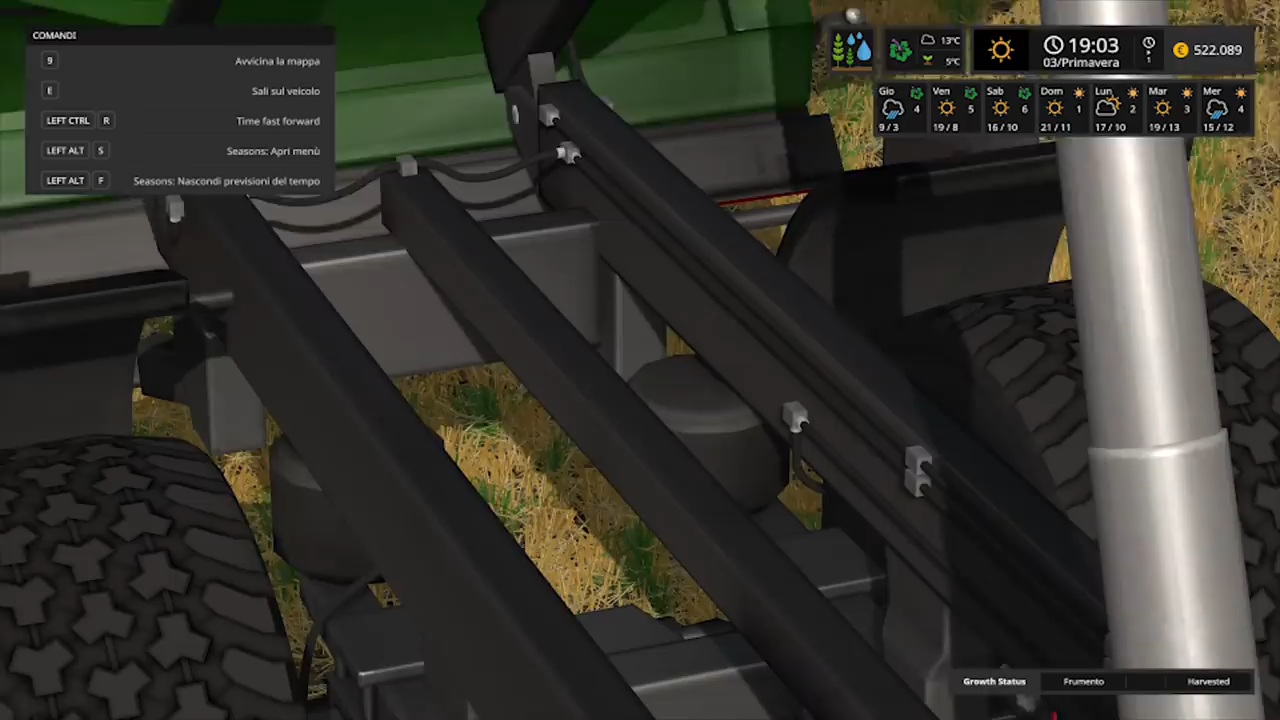 COMANDI
9 Avvicina la mappa
E Sali sul veicolo
LEFT CTRL R Time fast forward
LEFT ALT S Seasons: Apri menù
LEFT ALT F Seasons: Nascondi previsioni del tempo
13°C
5°C
19:03
03/Primavera
1
€ 522.089
Gio Ven Sab Dom Lun Mar Mer
4 5 6 1 2 3 4
9 / 3 19 / 8 16 / 10 21 / 11 17 / 10 19 / 13 15 / 12
Growth Status Frumento Harvested